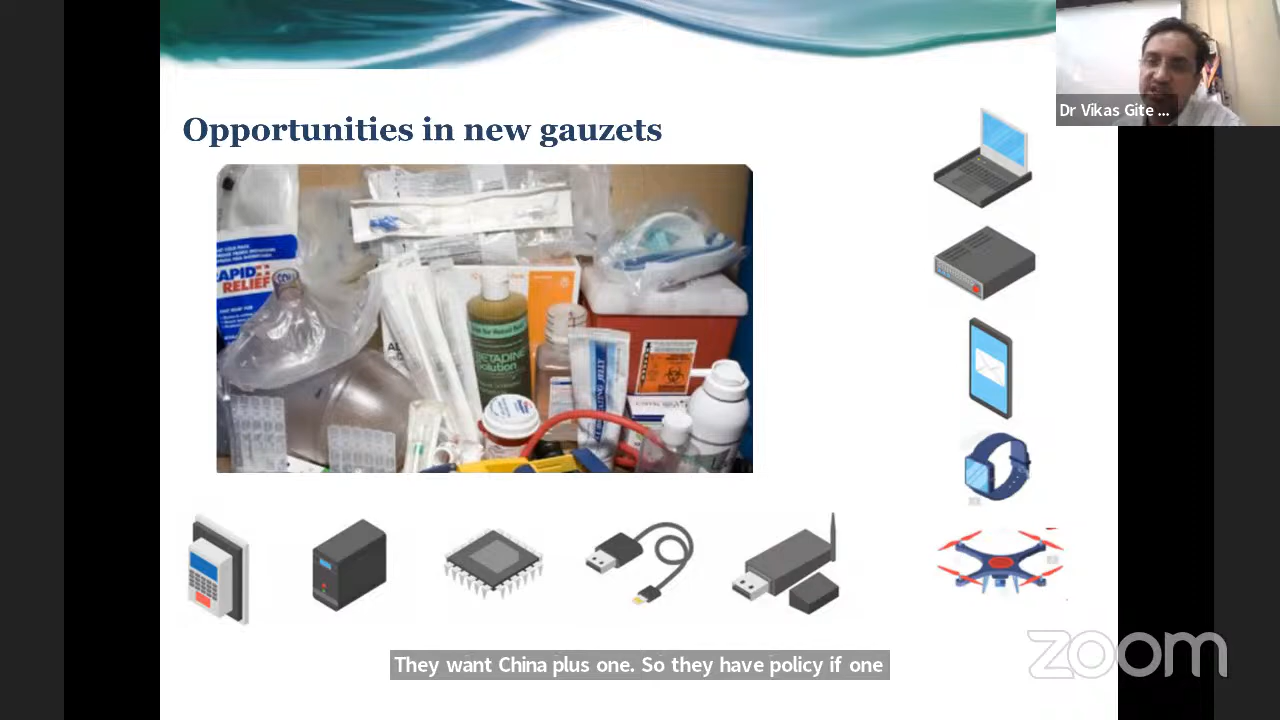 Dr Vikas Gite ...
Opportunities in new gauzets
RAPID
RELIEF
BETADINE
Solution
JELLY
They want China plus one. So they have policy if one
zoom